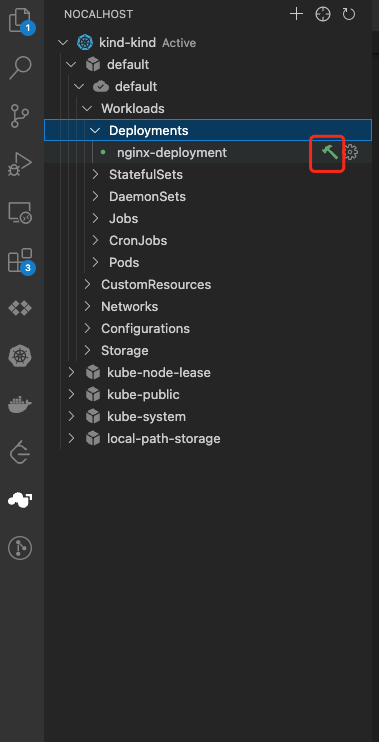 NOCALHOST
1
kind-kind Active
default
default
Workloads
Deployments
nginx-deployment
StatefulSets
DaemonSets
Jobs
CronJobs
3
Pods
CustomResources
Networks
Configurations
Storage
kube-node-lease
kube-public
kube-system
local-path-storage